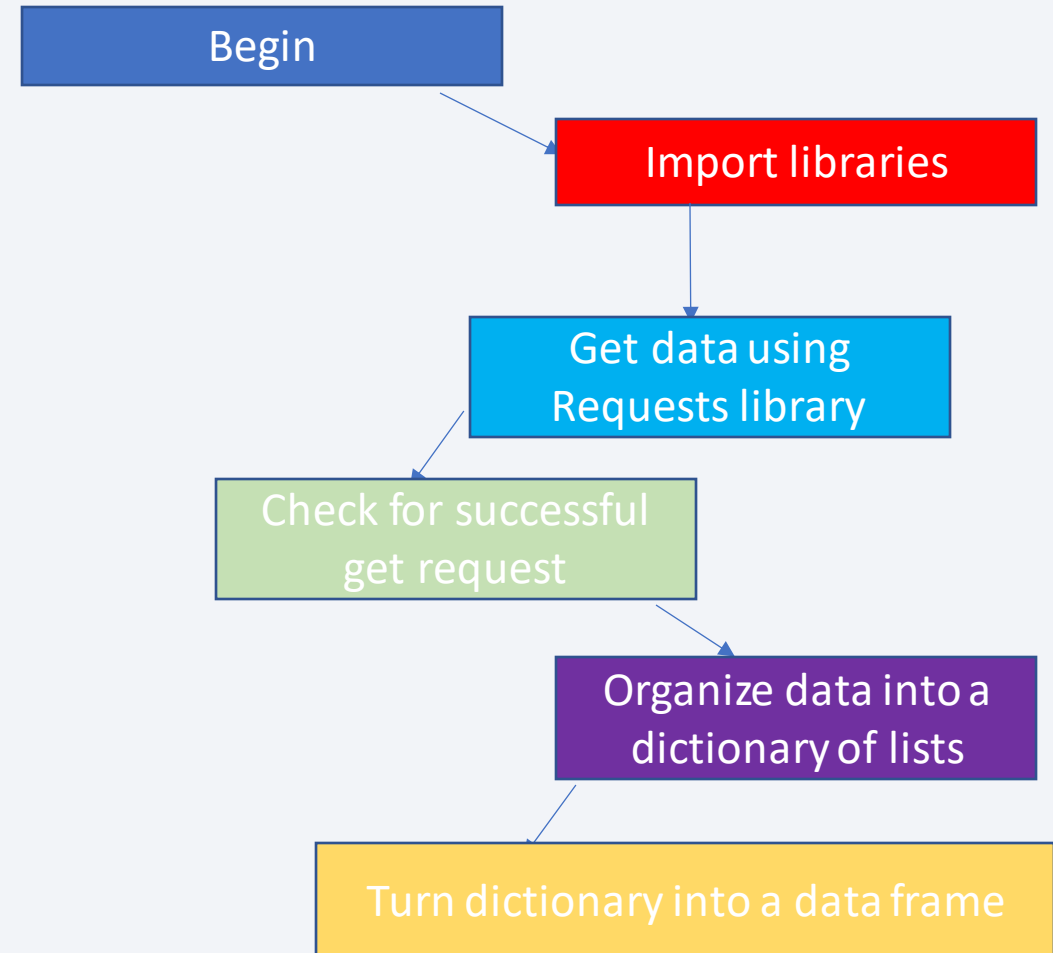 Begin
Import libraries
Get data using
Requests library
Check for successful
get request
Organize data into a
dictionary of lists
Turn dictionary into a data frame